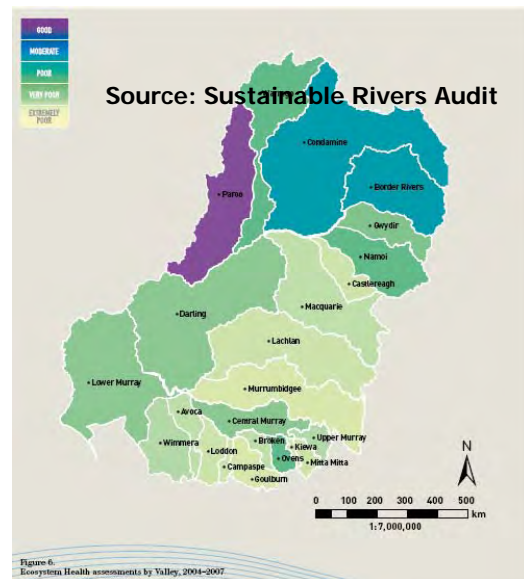 GOOD
MODERATE
POOR
VERY POOR
EXTREMELY
POOR
Source: Sustainable Rivers Audit
Condamine
Border Rivers
Paroo
Gwydir
Namoi
Castlereagh
Macquarie
Darling
Lachlan
Lower Murray
Murrumbidgee
Avoca
Central Murray
Wimmera
Loddon
Broken
Kiewa
Upper Murray
Campaspe
Ovens
Mitta Mitta
Goulburn
N
0 100 200 300 400 500
km
1:7,000,000
Figure 6.
Ecosystem Health assessments by Valley, 2004–2007